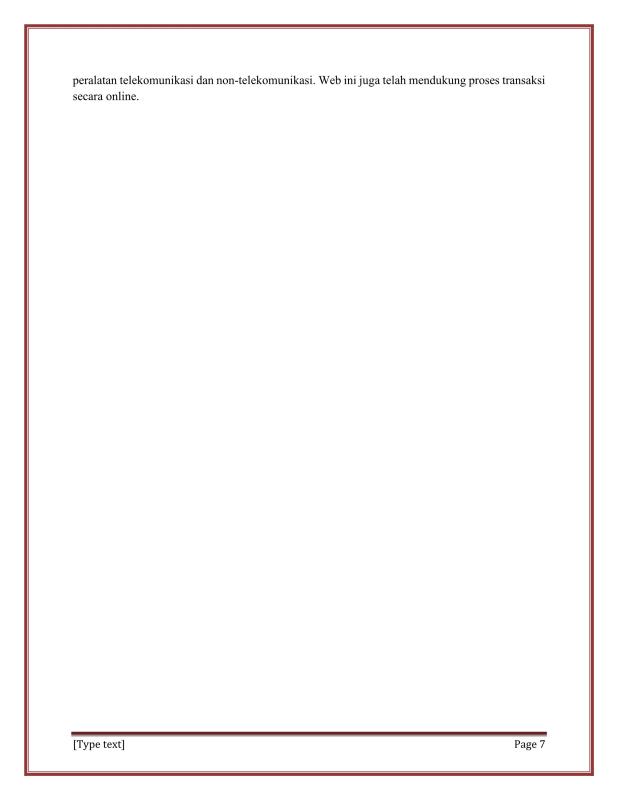 peralatan telekomunikasi dan non-telekomunikasi. Web ini juga telah mendukung proses transaksi
secara online.
[Type text]
Page 7